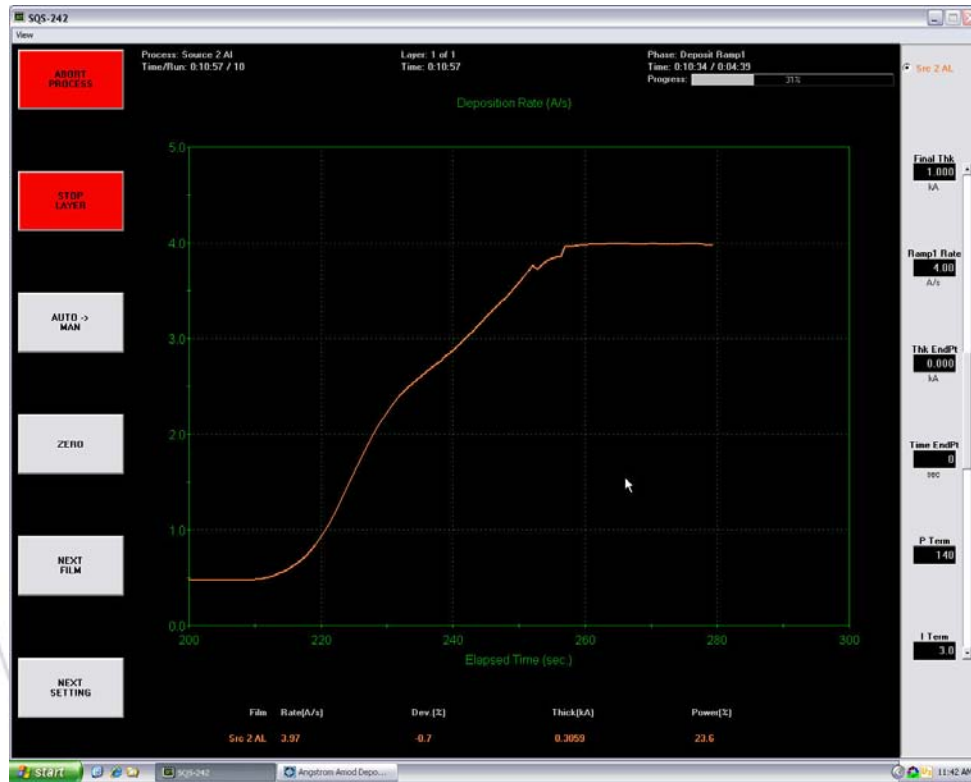 SQS-242
View
ABORT
PROCESS
Process: Source 2 Al
Time/Run: 0:10:57 / 10
Layer: 1 of 1
Time: 0:10:57
Phase: Deposit Ramp1
Time: 0:10:34 / 0:04:39
Progress:
31%
Src 2 AL
Deposition Rate (A/s)
5.0
4.0
3.0
2.0
1.0
0.0
200
220
240
260
280
300
Elapsed Time (sec.)
STOP
LAYER
AUTO ->
MAN
ZERO
NEXT
FILM
NEXT
SETTING
Final Thk
1.000
kA
Ramp1 Rate
4.00
A/s
Thk EndPt
0.000
kA
Time EndPt
0
sec
P Term
140
I Term
3.0
Film Rate(A/s) Dev.(%) Thick(kA) Power(%)
Src 2 AL 3.97 -0.7 0.3059 23.6
start
SQS-242
Angstrom Amod Depo...
11:42 AM